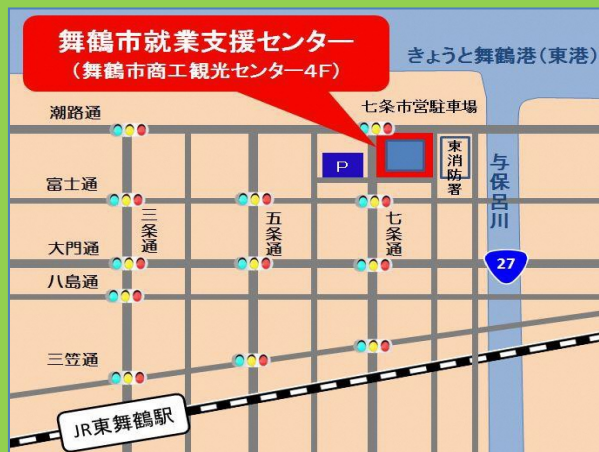 舞鶴市就業支援センター
(舞鶴市商工観光センター4F)
きょうと舞鶴港(東港)
潮路通
七条市営駐車場
P
東消防署
与保呂川
富士通
三条通
五条通
七条通
大門通
27
八島通
三笠通
JR東舞鶴駅